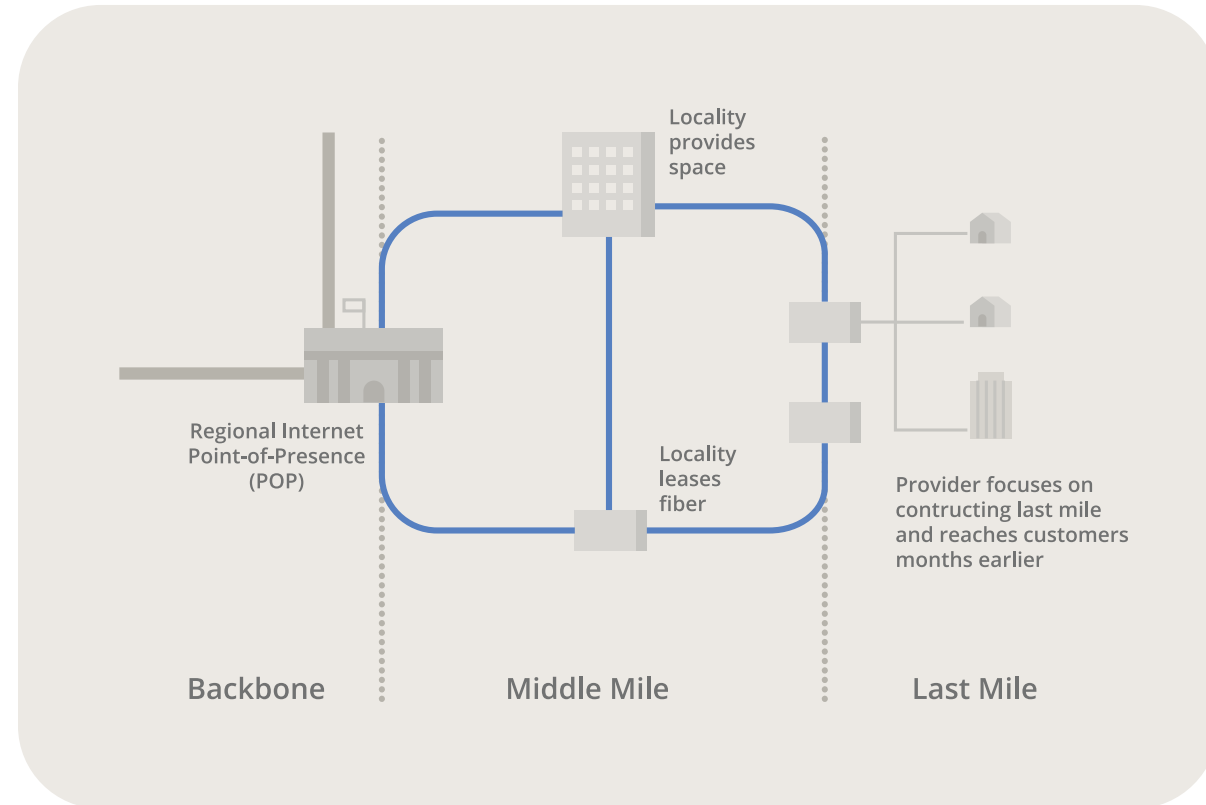 Locality
provides
space
Regional Internet
Point-of-Presence
(POP)
Locality
leases
fiber
Provider focuses on
contructing last mile
and reaches customers
months earlier
Backbone
Middle Mile
Last Mile